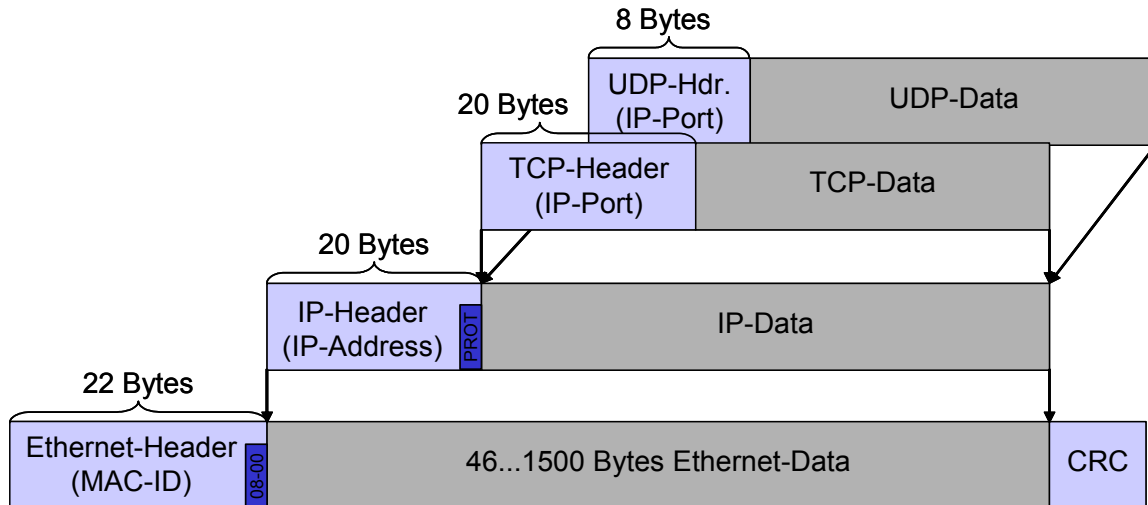 8 Bytes
UDP-Hdr.
(IP-Port)
UDP-Data
20 Bytes
TCP-Header
(IP-Port)
TCP-Data
20 Bytes
IP-Header
(IP-Address)
PROT
IP-Data
22 Bytes
Ethernet-Header
(MAC-ID)
08-00
46...1500 Bytes Ethernet-Data
CRC